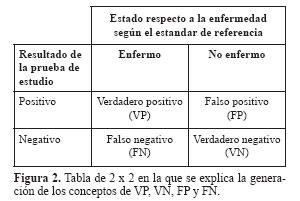 Estado respecto a la enfermedad
según el estandar de referencia
Resultado de
la prueba de
estudio
Enfermo
No enfermo
Positivo
Verdadero positivo
(VP)
Falso positivo
(FP)
Negativo
Falso negativo
(FN)
Verdadero negativo
(VN)
Figura 2. Tabla de 2 x 2 en la que se explica la genera-
ción de los conceptos de VP, VN, FP y FN.